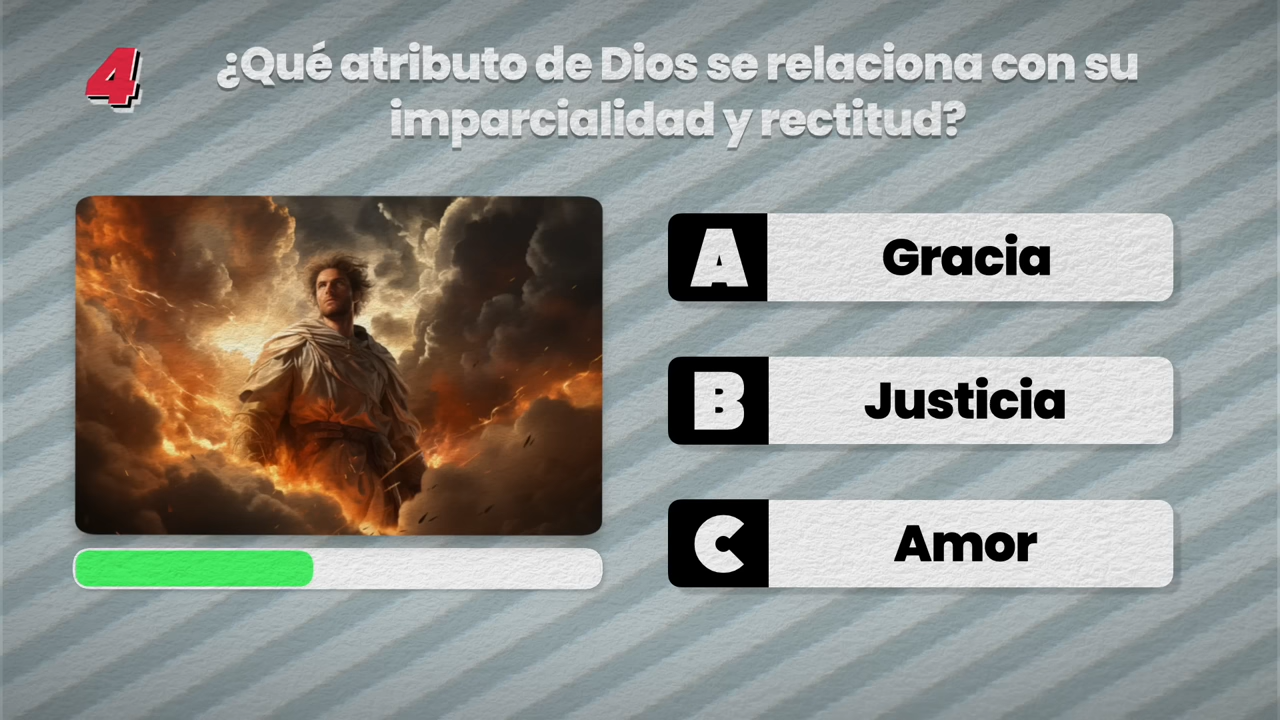 4
¿Qué atributo de Dios se relaciona con su
imparcialidad y rectitud?
A Gracia
B Justicia
C Amor